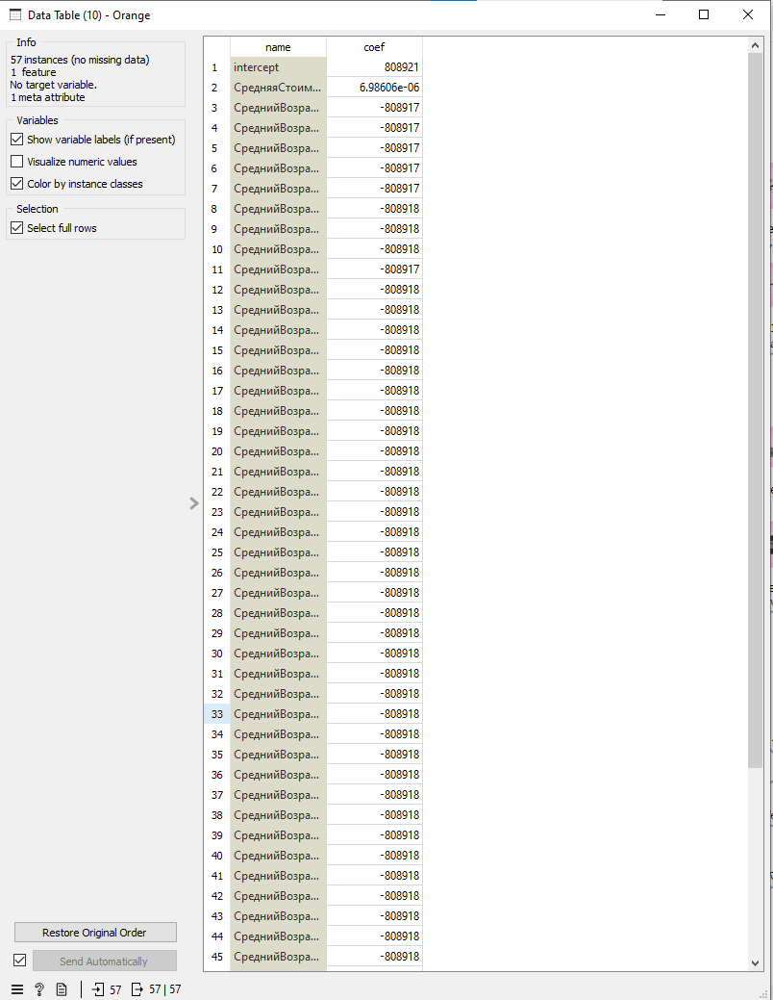 Data Table (10) - Orange
Info
57 instances (no missing data)
1 feature
No target variable.
1 meta attribute
Variables
Show variable labels (if present)
Visualize numeric values
Color by instance classes
Selection
Select full rows
Restore Original Order
Send Automatically
57
57 | 57
name coef
1 intercept 808921
2 СредняяСтоим... 6.98606e-06
3 СреднийВозра... -808917
4 СреднийВозра... -808917
5 СреднийВозра... -808917
6 СреднийВозра... -808917
7 СреднийВозра... -808917
8 СреднийВозра... -808918
9 СреднийВозра... -808918
10 СреднийВозра... -808918
11 СреднийВозра... -808917
12 СреднийВозра... -808918
13 СреднийВозра... -808918
14 СреднийВозра... -808918
15 СреднийВозра... -808918
16 СреднийВозра... -808918
17 СреднийВозра... -808918
18 СреднийВозра... -808918
19 СреднийВозра... -808918
20 СреднийВозра... -808918
21 СреднийВозра... -808918
22 СреднийВозра... -808918
23 СреднийВозра... -808918
24 СреднийВозра... -808918
25 СреднийВозра... -808918
26 СреднийВозра... -808918
27 СреднийВозра... -808918
28 СреднийВозра... -808918
29 СреднийВозра... -808918
30 СреднийВозра... -808918
31 СреднийВозра... -808918
32 СреднийВозра... -808918
33 СреднийВозра... -808918
34 СреднийВозра... -808918
35 СреднийВозра... -808918
36 СреднийВозра... -808918
37 СреднийВозра... -808918
38 СреднийВозра... -808918
39 СреднийВозра... -808918
40 СреднийВозра... -808918
41 СреднийВозра... -808918
42 СреднийВозра... -808918
43 СреднийВозра... -808918
44 СреднийВозра... -808918
45 СреднийВозра... -808918